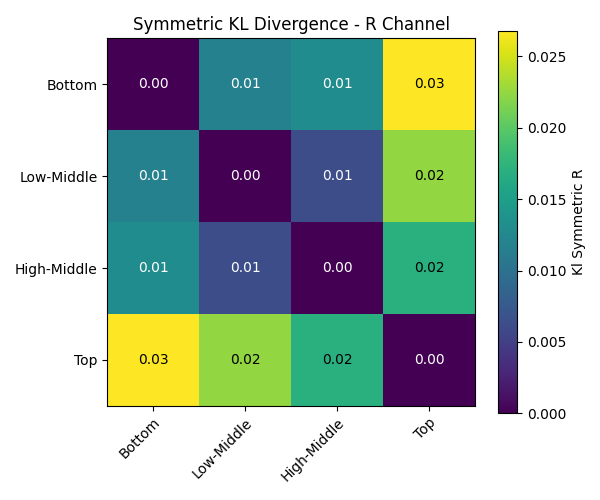 Symmetric KL Divergence - R Channel
Bottom 0.00 0.01 0.01 0.03
Low-Middle 0.01 0.00 0.01 0.02
High-Middle 0.01 0.01 0.00 0.02
Top 0.03 0.02 0.02 0.00
Bottom Low-Middle High-Middle Top
0.025
0.020
0.015
0.010
0.005
0.000
Kl Symmetric R